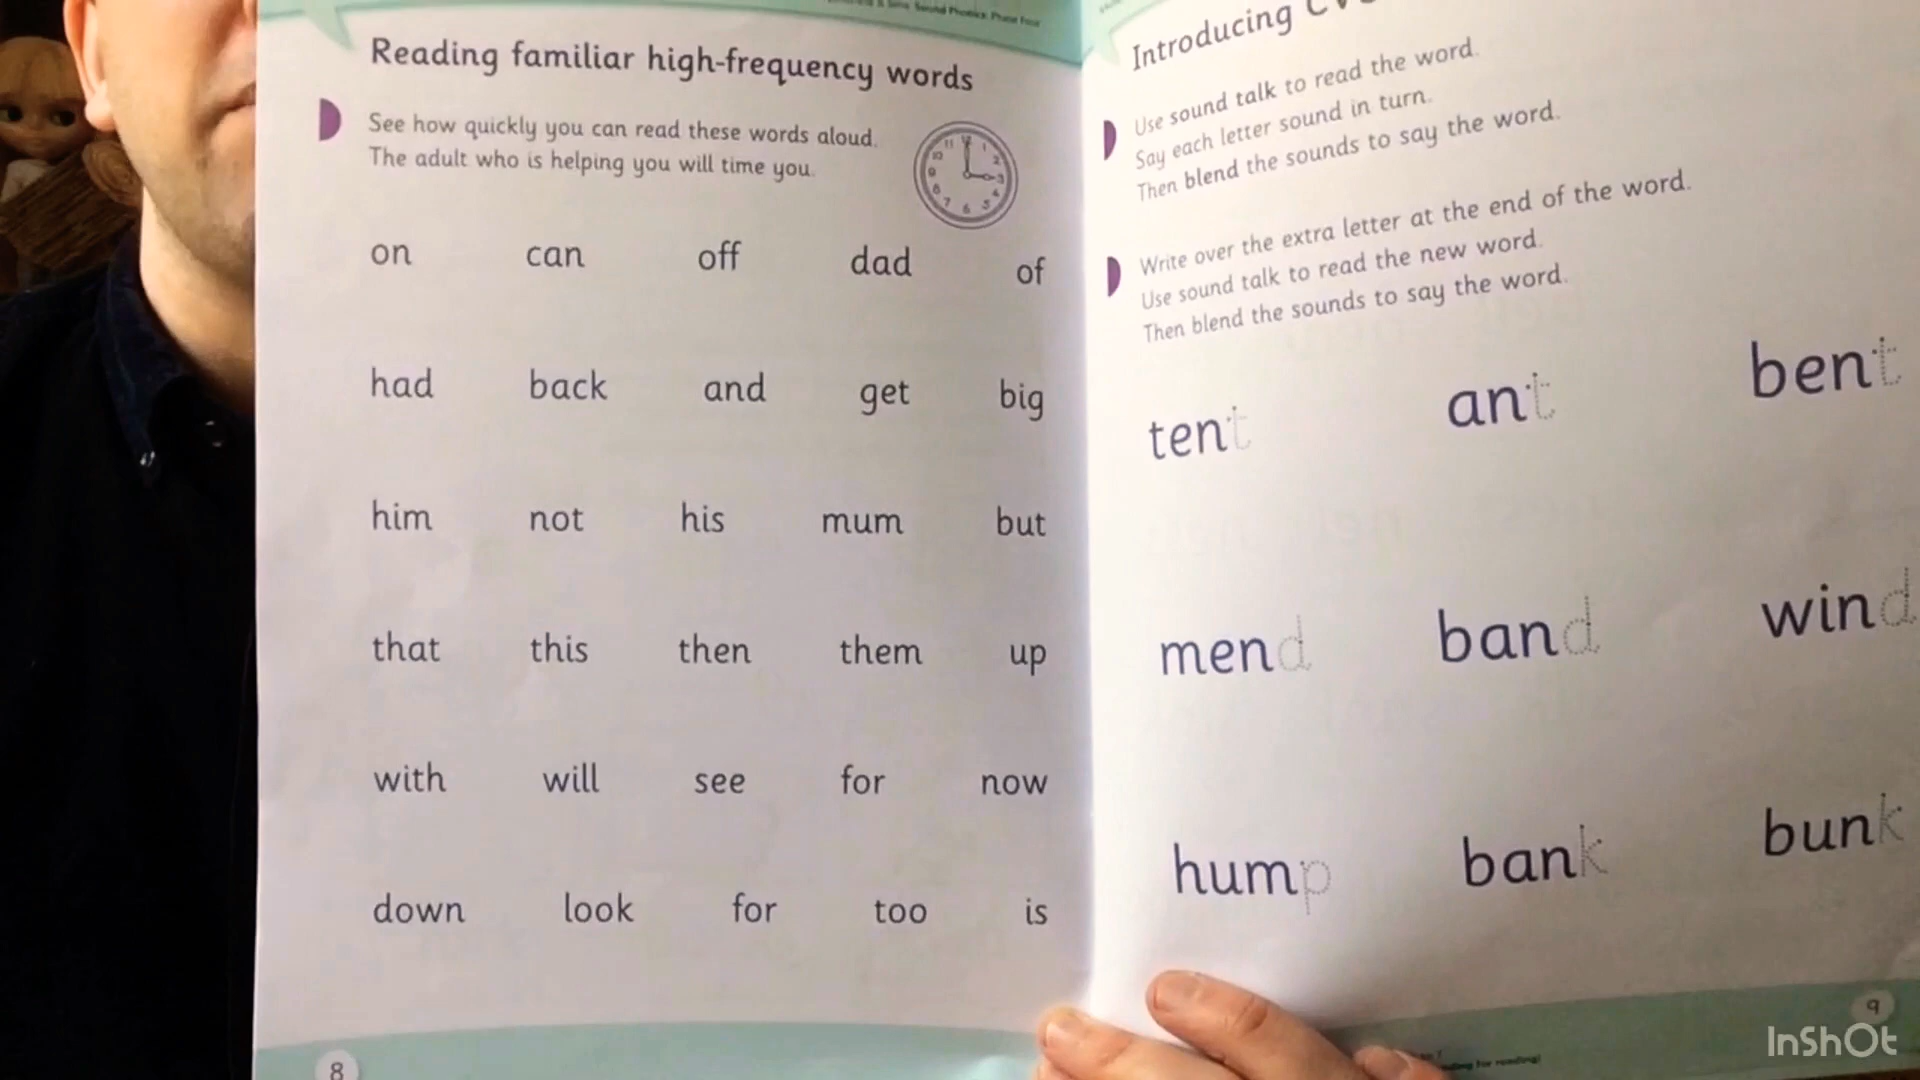 Sound Phonics Phase Four
Reading familiar high-frequency words
See how quickly you can read these words aloud.
The adult who is helping you will time you.
on can off dad of
had back and get big
him not his mum but
that this then them up
with will see for now
down look for too is
8
Introducing
Use sound talk to read the word.
Say each letter sound in turn.
Then blend the sounds to say the word.
Write over the extra letter at the end of the word.
Use sound talk to read the new word.
Then blend the sounds to say the word.
tent ant bent
mend band wind
hump bank bunk
9
for reading!
InShOt